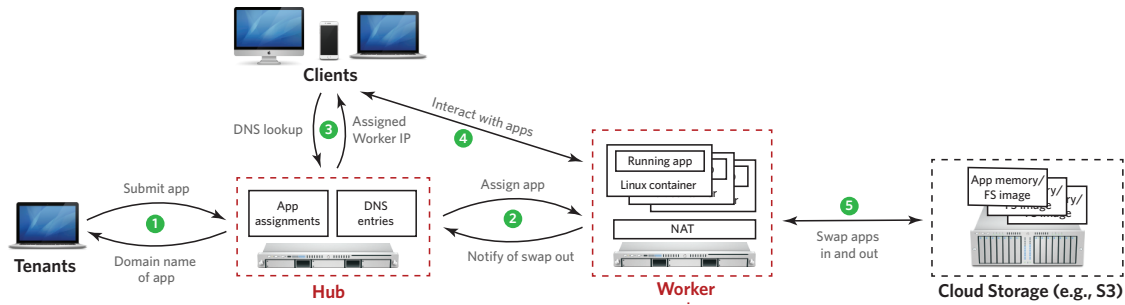 Clients
DNS lookup
3
Assigned
Worker IP
Interact with apps
4
Submit app
1
Domain name
of app
Tenants
App
assignments
DNS
entries
Hub
Assign app
2
Notify of swap out
Running app
Linux container
NAT
Worker
5
Swap apps
in and out
App memory/
FS image
Cloud Storage (e.g., S3)